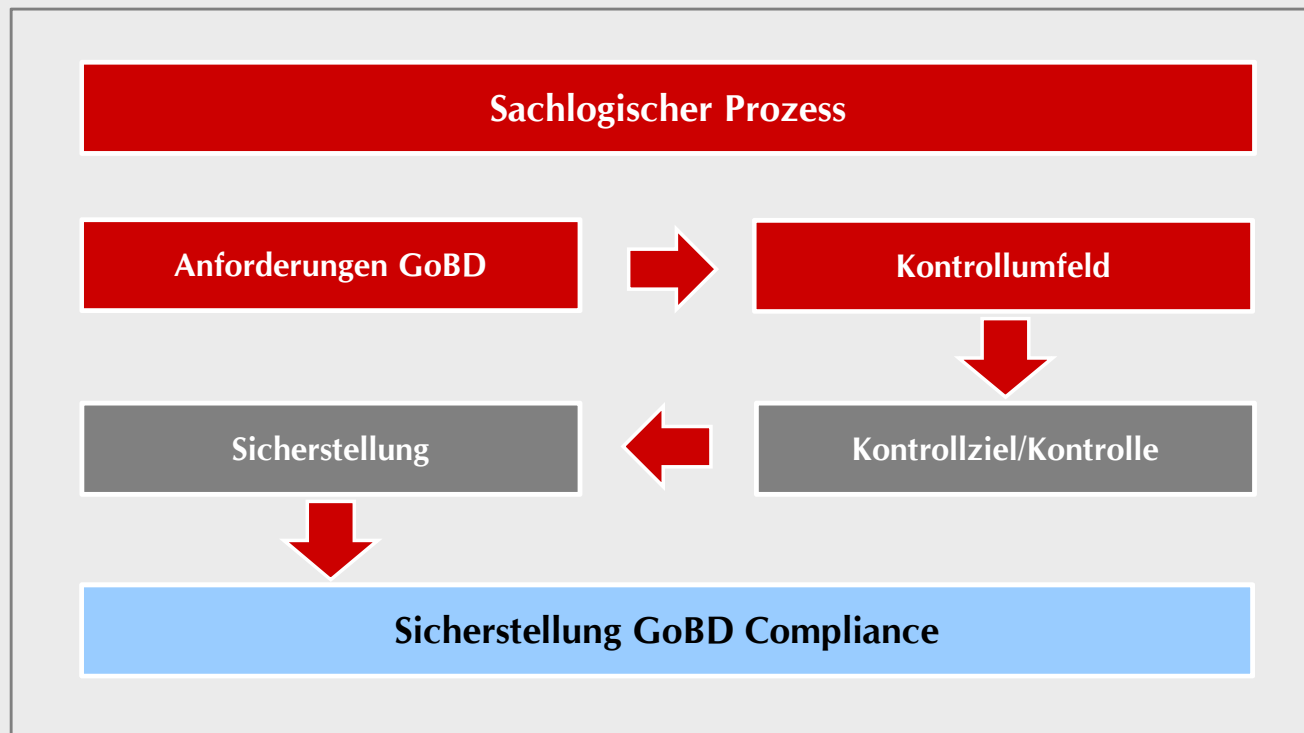 Sachlogischer Prozess
Anforderungen GoBD
Kontrollumfeld
Sicherstellung
Kontrollziel/Kontrolle
Sicherstellung GoBD Compliance